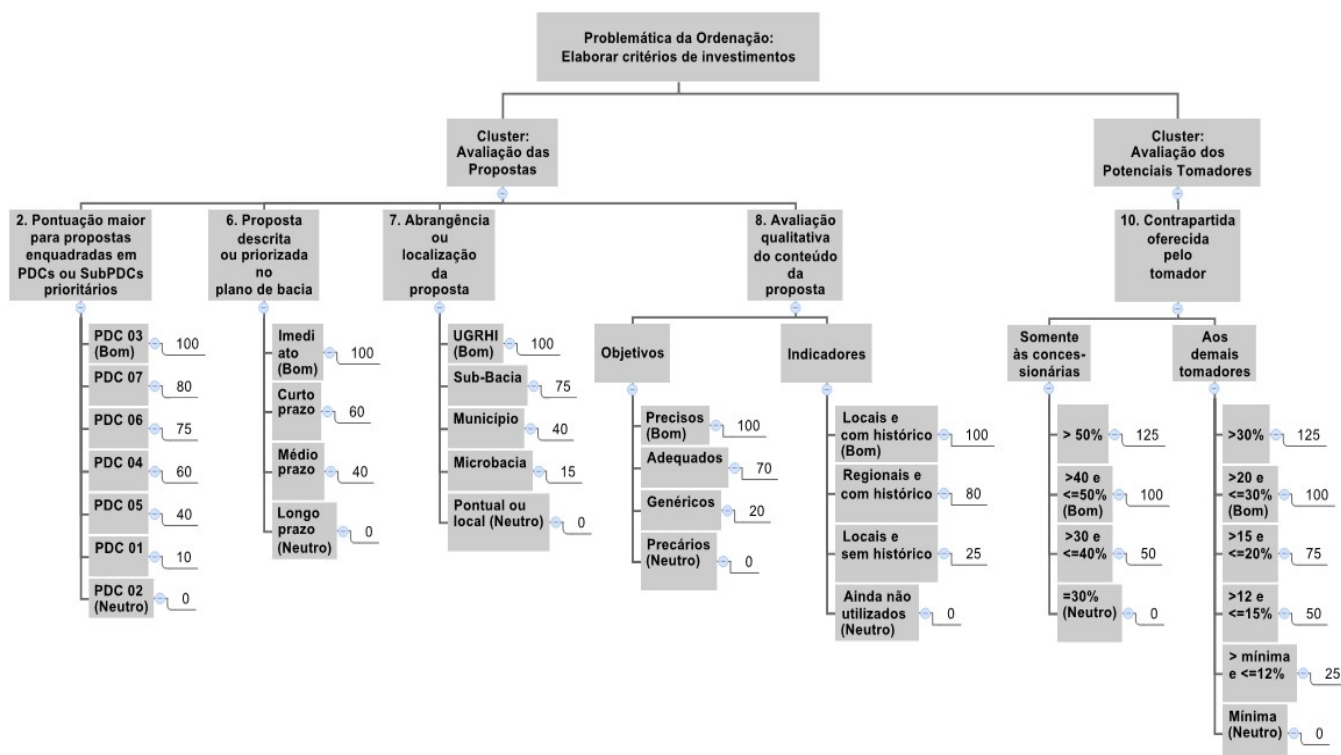 Problemática da Ordenação:
Elaborar critérios de investimentos
Cluster:
Avaliação das
Propostas
Cluster:
Avaliação dos
Potenciais Tomadores
2. Pontuação maior
para propostas
enquadradas em
PDCs ou SubPDCs
prioritários
6. Proposta
descrita
ou priorizada
no
plano de bacia
7. Abrangência
ou
localização
da
proposta
8. Avaliação
qualitativa
do conteúdo
da
proposta
10. Contrapartida
oferecida
pelo
tomador
PDC 03
(Bom)
100
PDC 07
80
PDC 06
75
PDC 04
60
PDC 05
40
PDC 01
10
PDC 02
(Neutro)
0
Imedi
ato
(Bom)
100
Curto
prazo
60
Médio
prazo
40
Longo
prazo
(Neutro)
0
UGRHI
(Bom)
100
Sub-Bacia
75
Município
40
Microbacia
15
Pontual ou
local (Neutro)
0
Objetivos
Precisos
(Bom)
100
Adequados
70
Genéricos
20
Precários
(Neutro)
0
Indicadores
Locais e
com histórico
(Bom)
100
Regionais e
com histórico
80
Locais e
sem histórico
25
Ainda não
utilizados
(Neutro)
0
Somente
às conces-
sionárias
> 50%
125
>40 e
<=50%
(Bom)
100
>30 e
<=40%
50
=30%
(Neutro)
0
Aos
demais
tomadores
>30%
125
>20 e
<=30%
(Bom)
100
>15 e
<=20%
75
>12 e
<=15%
50
> mínima
e <=12%
25
Mínima
(Neutro)
0